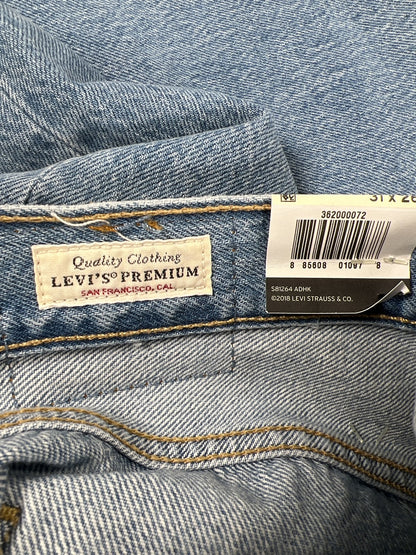 Quality Clothing
LEVI'S® PREMIUM
SAN FRANCISCO, CAL.
31 X 28
362000072
8 85608 01097 8
S81264 ADHK
©2018 LEVI STRAUSS & CO.